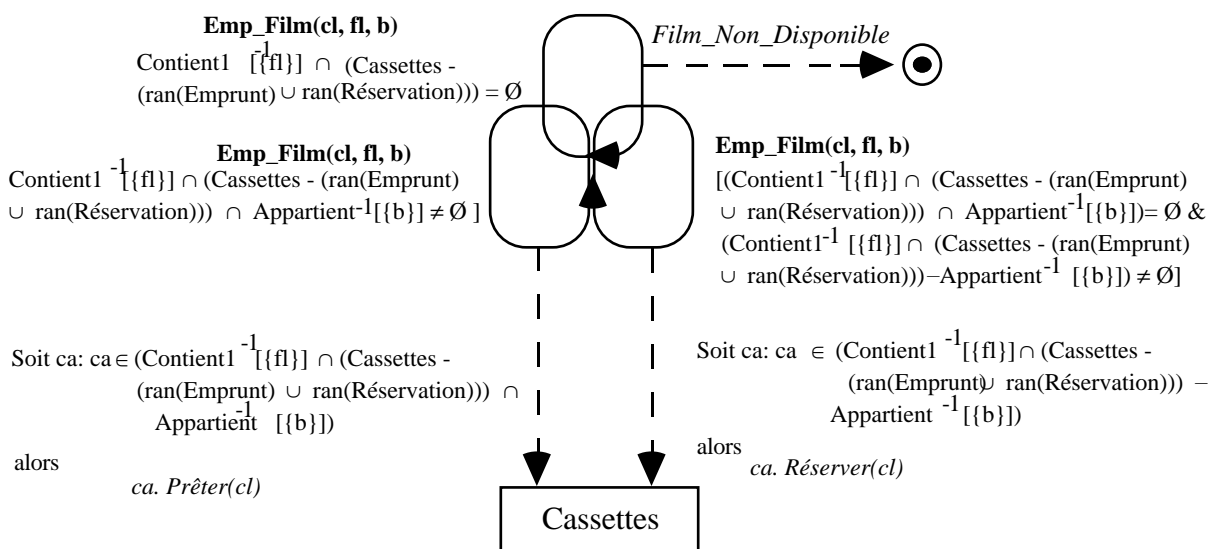 Emp_Film(cl, fl, b)
Contient1 -1[{fl}] ∩ (Cassettes -
(ran(Emprunt) ∪ ran(Réservation))) = Ø
Film_Non_Disponible
Emp_Film(cl, fl, b)
Contient1 -1[{fl}] ∩ (Cassettes - (ran(Emprunt)
∪ ran(Réservation))) ∩ Appartient-1[{b}] ≠ Ø ]
Emp_Film(cl, fl, b)
[(Contient1 -1[{fl}] ∩ (Cassettes - (ran(Emprunt)
∪ ran(Réservation))) ∩ Appartient-1[{b}])= Ø &
(Contient1-1 [{fl}] ∩ (Cassettes - (ran(Emprunt)
∪ ran(Réservation))) –Appartient-1 [{b}]) ≠ Ø]
Soit ca: ca ∈ (Contient1 -1[{fl}] ∩ (Cassettes -
(ran(Emprunt) ∪ ran(Réservation))) ∩
Appartient-1 [{b}])
alors
ca. Prêter(cl)
Soit ca: ca ∈ (Contient1 -1[{fl}] ∩ (Cassettes -
(ran(Emprunt) ∪ ran(Réservation))) –
Appartient -1[{b}])
alors
ca. Réserver(cl)
Cassettes